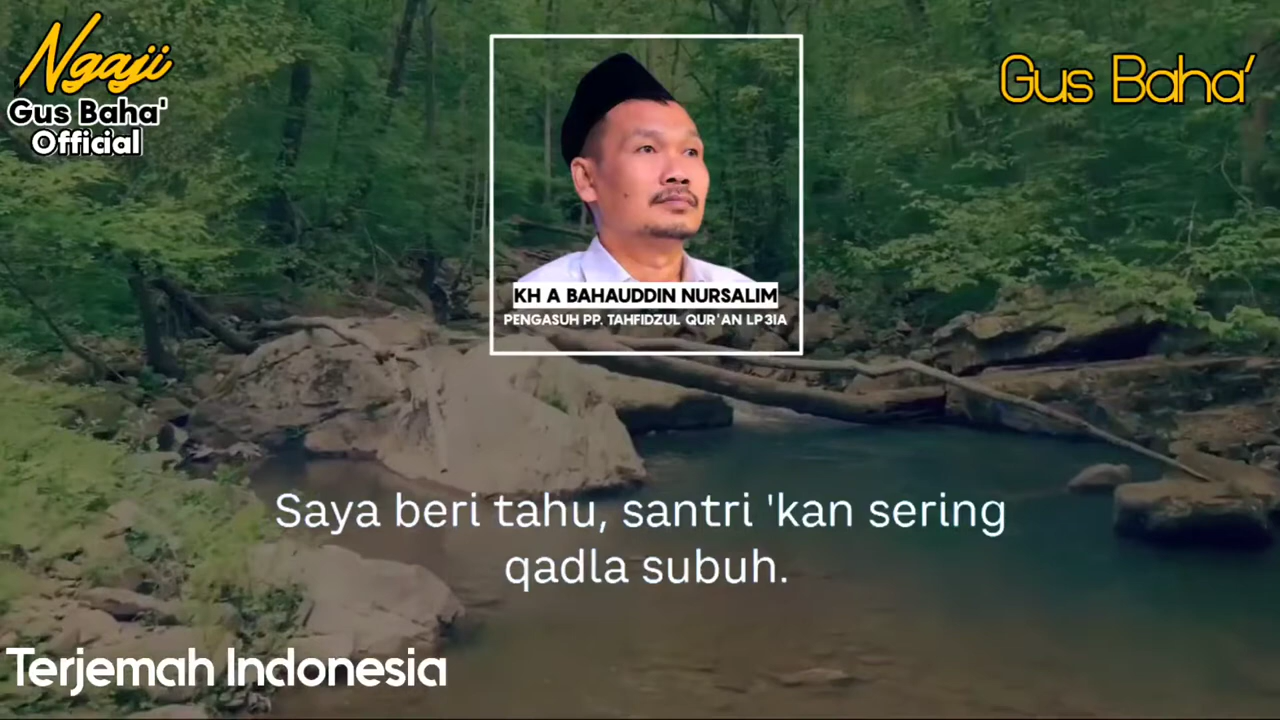 Ngaji
Gus Baha'
Official
Gus Baha'
KH A BAHAUDDIN NURSALIM
PENGASUH PP. TAHFIDZUL QUR'AN LP3IA
Saya beri tahu, santri 'kan sering
qadla subuh.
Terjemah Indonesia